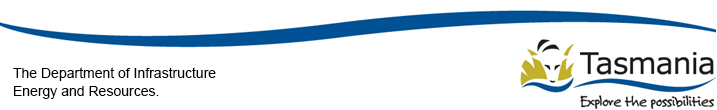 The Department of Infrastructure
Energy and Resources.
Tasmania
Explore the possibilities